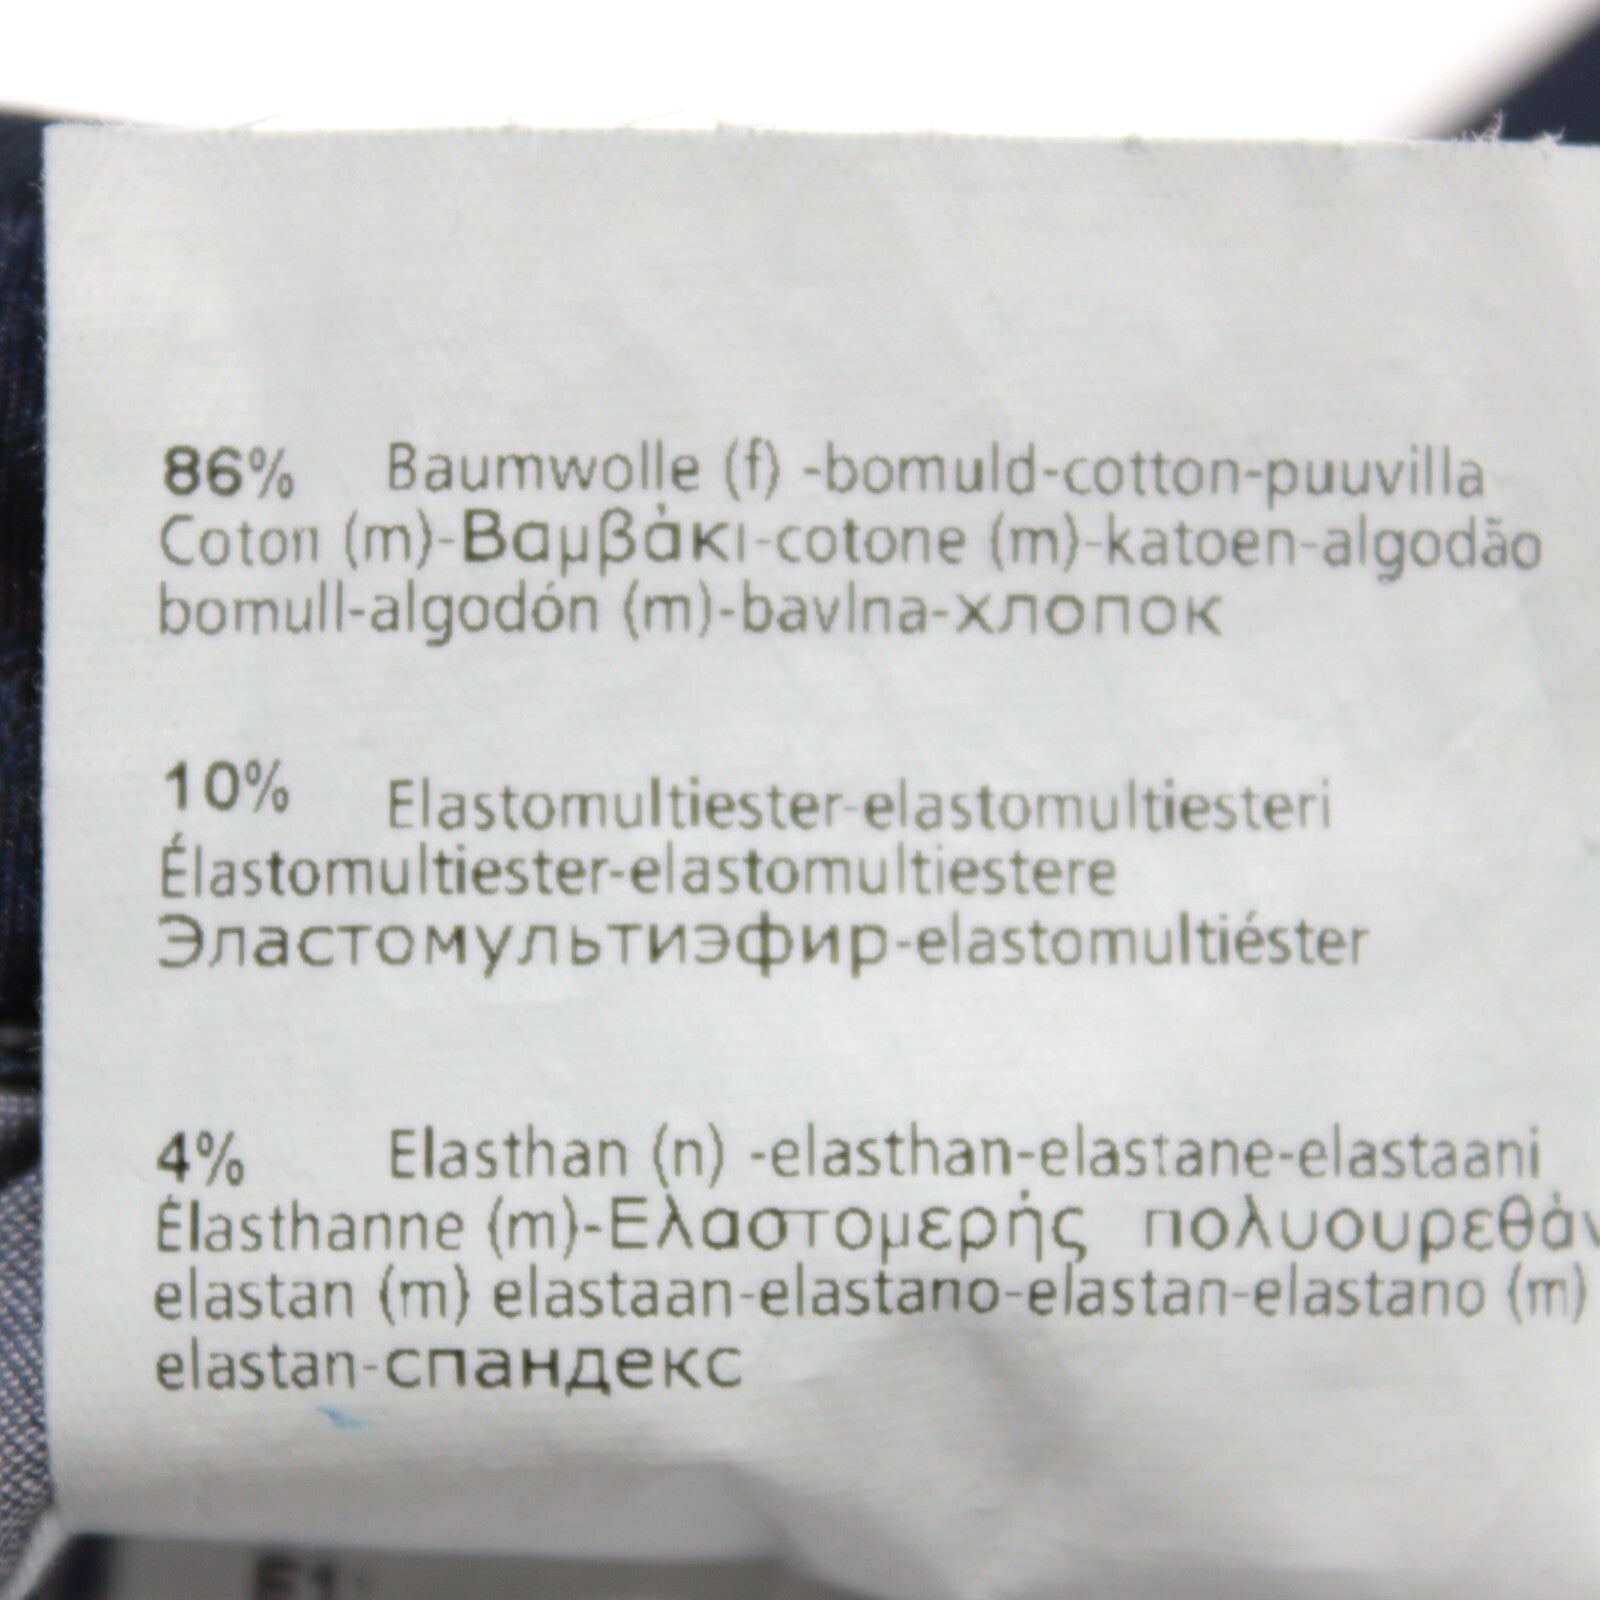 86% Baumwolle (f) -bomuld-cotton-puuvilla
Coton (m)-Βαμβάκι-cotone (m)-katoen-algodão
bomull-algodón (m)-bavlna-хлопок
10% Elastomultiester-elastomultiesteri
Élastomultiester-elastomultiestere
Эластомультиэфир-elastomultiéster
4% Elasthan (n) -elasthan-elastane-elastaani
Élasthanne (m)-Ελαστομερής
elastan (m) elastaan-elastano-elastan-elastano (m)
elastan-спандекс